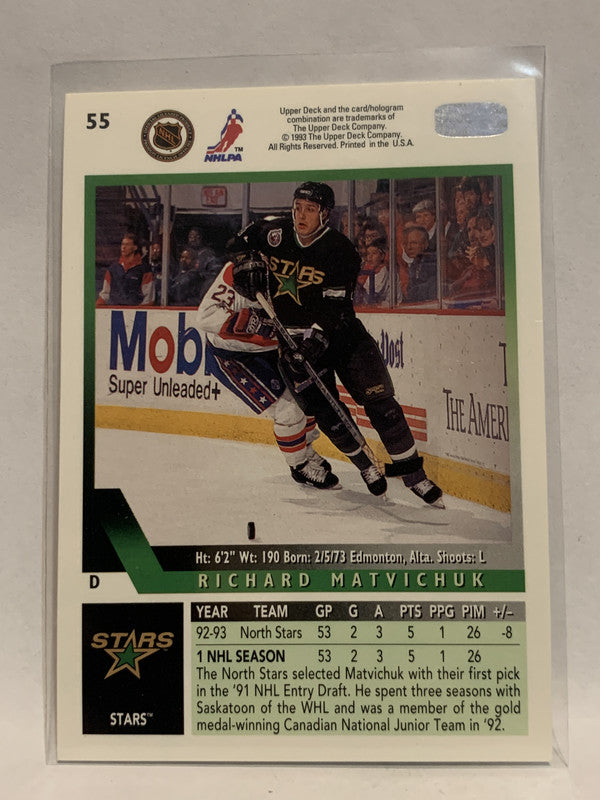 55
NHL
NHLPA
TM
Upper Deck and the card/hologram
combination are trademarks of
The Upper Deck Company.
© 1993 The Upper Deck Company.
All Rights Reserved. Printed in the U.S.A.
STARS
23
Mobil
Super Unleaded+
Post
THE AMERI
Ht: 6'2" Wt: 190 Born: 2/5/73 Edmonton, Alta. Shoots: L
D
RICHARD MATVICHUK
YEAR TEAM GP G A PTS PPG PIM +/–
92-93 North Stars 53 2 3 5 1 26 -8
1 NHL SEASON 53 2 3 5 1 26
The North Stars selected Matvichuk with their first pick
in the '91 NHL Entry Draft. He spent three seasons with
Saskatoon of the WHL and was a member of the gold
medal-winning Canadian National Junior Team in '92.
STARS
STARS™